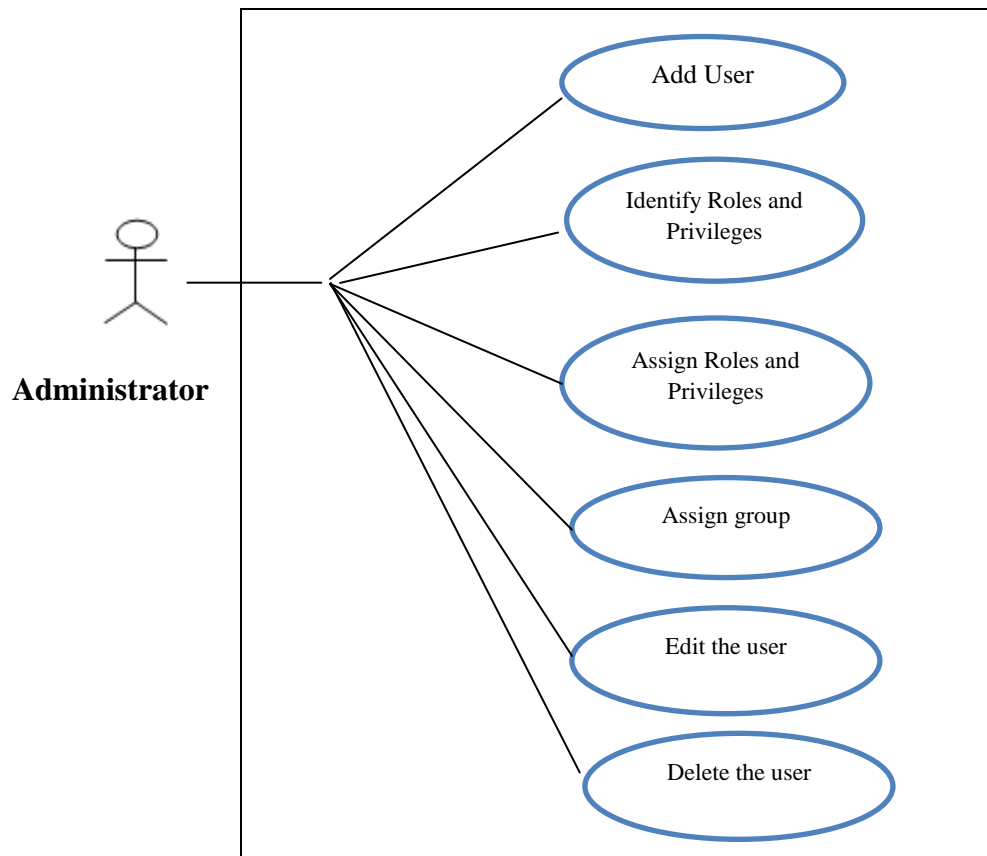 Add User
Identify Roles and
Privileges
Administrator
Assign Roles and
Privileges
Assign group
Edit the user
Delete the user